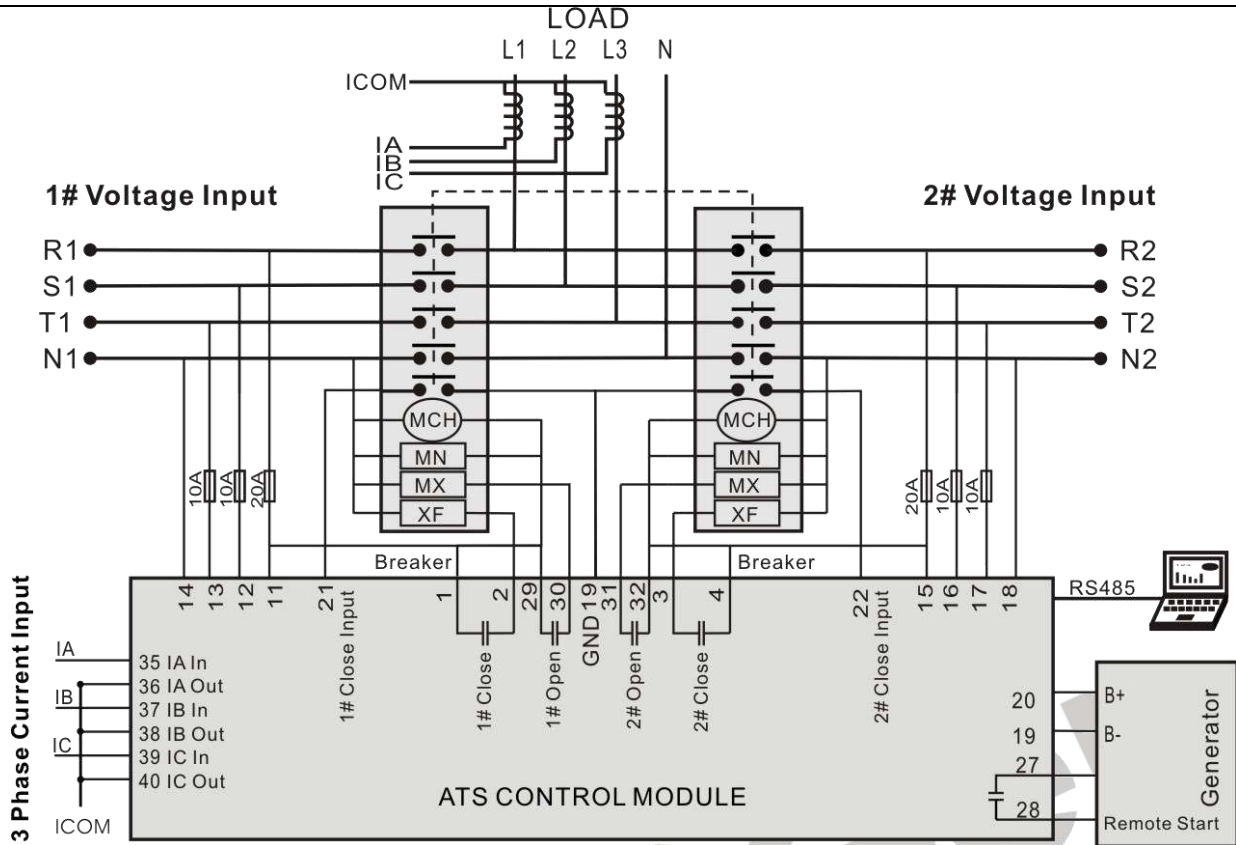 LOAD
L1 L2 L3 N
ICOM
IA
IB
IC
1# Voltage Input
2# Voltage Input
R1
S1
T1
N1
R2
S2
T2
N2
MCH
MN
MX
XF
MCH
MN
MX
XF
10A 10A 20A
20A 10A 10A
Breaker
Breaker
14 13 12 11 21 1 2 29 30 GND19 31 32 3 4 22 15 16 17 18
1# Close Input
1# Close
1# Open
2# Open
2# Close
2# Close Input
RS485
3 Phase Current Input
IA
IB
IC
ICOM
35 IA In
36 IA Out
37 IB In
38 IB Out
39 IC In
40 IC Out
ATS CONTROL MODULE
20
19
27
28
B+
B-
Generator
Remote Start